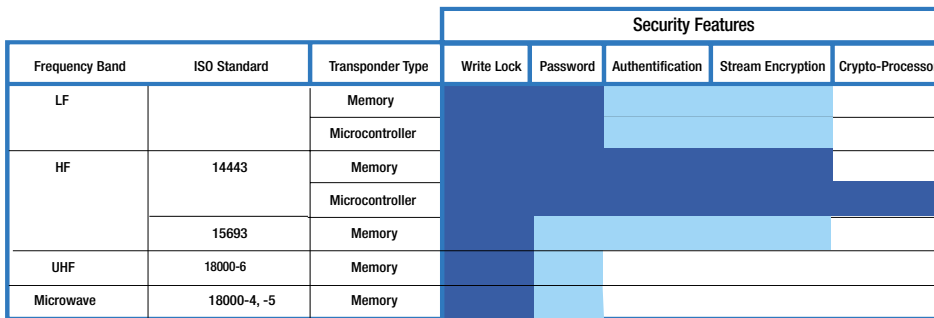 Security Features
Frequency Band ISO Standard Transponder Type Write Lock Password Authentification Stream Encryption Crypto-Processo
LF Memory
Microcontroller
HF 14443 Memory
Microcontroller
15693 Memory
UHF 18000-6 Memory
Microwave 18000-4, -5 Memory